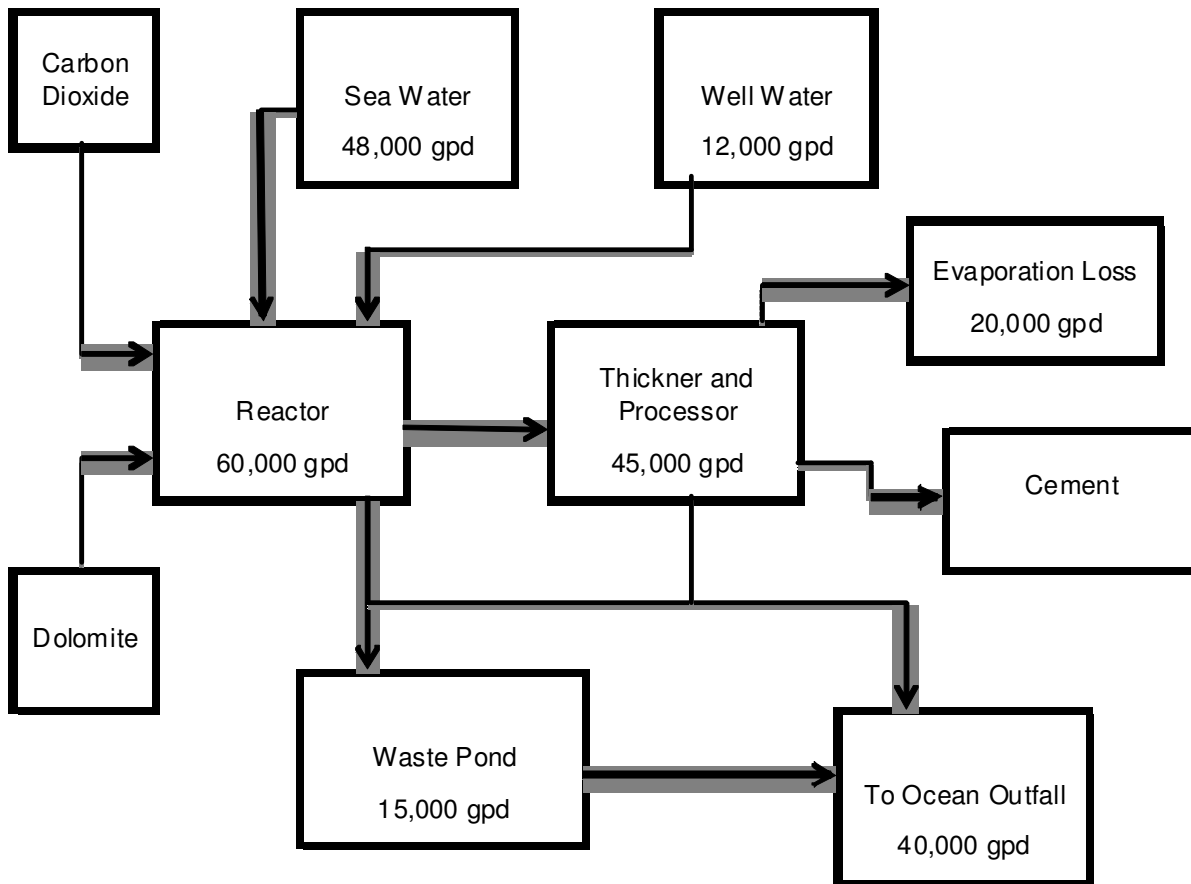 Carbon
Dioxide
Sea Water
48,000 gpd
Well Water
12,000 gpd
Evaporation Loss
20,000 gpd
Reactor
60,000 gpd
Thickner and
Processor
45,000 gpd
Cement
Dolomite
Waste Pond
15,000 gpd
To Ocean Outfall
40,000 gpd